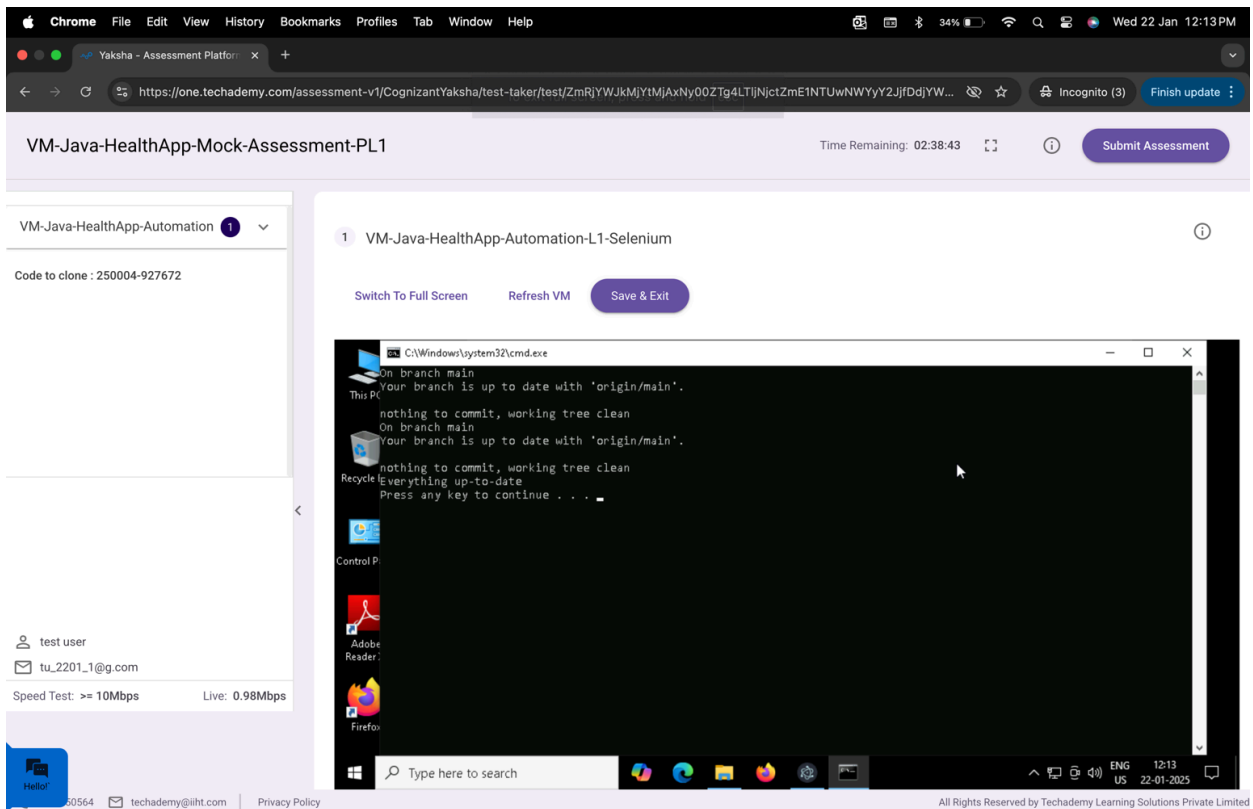 Chrome File Edit View History Bookmarks Profiles Tab Window Help 34% Wed 22 Jan 12:13 PM
Yaksha - Assessment Platform
https://one.techademy.com/assessment-v1/CognizantYaksha/test-taker/test/ZmRjYWJkMjYtMjAxNy00ZTg4LTljNjctZmE1NTUwNWYyY2JjfDdjYW... Incognito (3) Finish update
VM-Java-HealthApp-Mock-Assessment-PL1
Time Remaining: 02:38:43
Submit Assessment
VM-Java-HealthApp-Automation 1
Code to clone : 250004-927672
1 VM-Java-HealthApp-Automation-L1-Selenium
Switch To Full Screen Refresh VM Save & Exit
C:\Windows\system32\cmd.exe
On branch main
Your branch is up to date with 'origin/main'.
nothing to commit, working tree clean
On branch main
Your branch is up to date with 'origin/main'.
nothing to commit, working tree clean
Everything up-to-date
Press any key to continue . . .
This PC
Recycle
Control P
Adobe
Reader
Firefox
Type here to search
ENG
US
12:13
22-01-2025
test user
tu_2201_1@g.com
Speed Test: >= 10Mbps Live: 0.98Mbps
Hello!
50564 techademy@iiht.com Privacy Policy
All Rights Reserved by Techademy Learning Solutions Private Limited